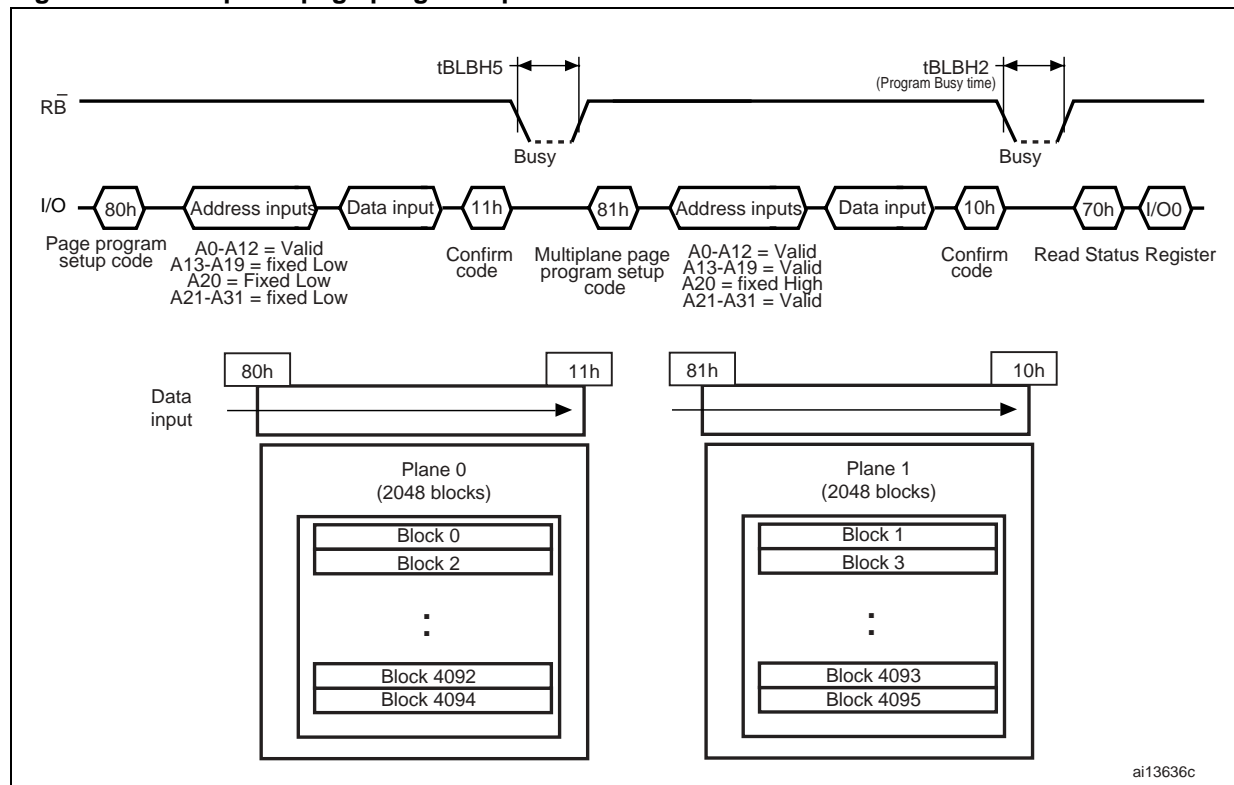 tBLBH5
tBLBH2
(Program Busy time)
RB̅
Busy
Busy
I/O
80h
Address inputs
Data input
11h
81h
Address inputs
Data input
10h
70h
I/O0
Page program
setup code
A0-A12 = Valid
A13-A19 = fixed Low
A20 = Fixed Low
A21-A31 = fixed Low
Confirm
code
Multiplane page
program setup
code
A0-A12 = Valid
A13-A19 = Valid
A20 = fixed High
A21-A31 = Valid
Confirm
code
Read Status Register
80h
11h
81h
10h
Data
input
Plane 0
(2048 blocks)
Block 0
Block 2
:
Block 4092
Block 4094
Plane 1
(2048 blocks)
Block 1
Block 3
:
Block 4093
Block 4095
ai13636c